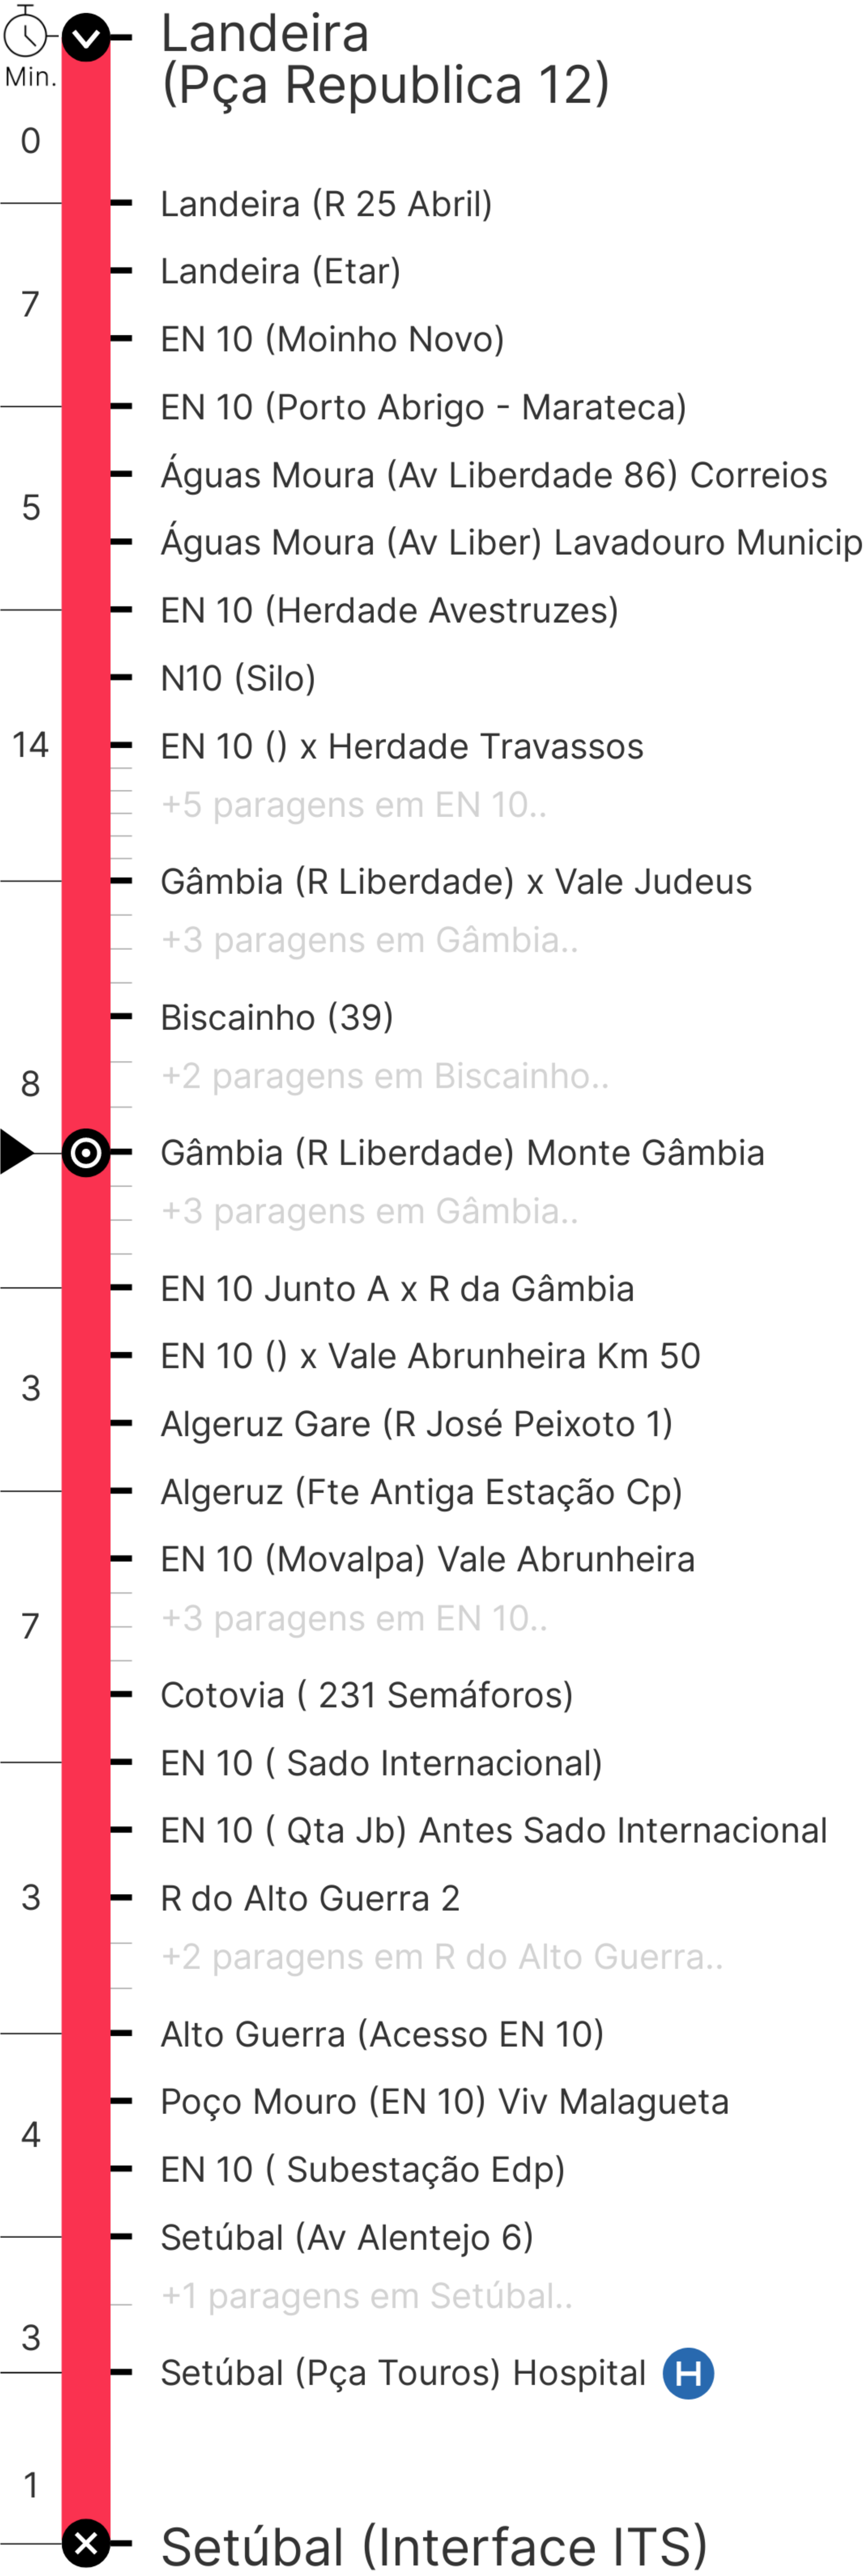 Landeira
(Pça Republica 12)
Min.
0
Landeira (R 25 Abril)
Landeira (Etar)
7
EN 10 (Moinho Novo)
EN 10 (Porto Abrigo - Marateca)
Águas Moura (Av Liberdade 86) Correios
5
Águas Moura (Av Liber) Lavadouro Municip
EN 10 (Herdade Avestruzes)
N10 (Silo)
14
EN 10 () x Herdade Travassos
+5 paragens em EN 10..
Gâmbia (R Liberdade) x Vale Judeus
+3 paragens em Gâmbia..
Biscainho (39)
+2 paragens em Biscainho..
8
Gâmbia (R Liberdade) Monte Gâmbia
+3 paragens em Gâmbia..
EN 10 Junto A x R da Gâmbia
EN 10 () x Vale Abrunheira Km 50
3
Algeruz Gare (R José Peixoto 1)
Algeruz (Fte Antiga Estação Cp)
EN 10 (Movalpa) Vale Abrunheira
+3 paragens em EN 10..
7
Cotovia ( 231 Semáforos)
EN 10 ( Sado Internacional)
EN 10 ( Qta Jb) Antes Sado Internacional
3
R do Alto Guerra 2
+2 paragens em R do Alto Guerra..
Alto Guerra (Acesso EN 10)
Poço Mouro (EN 10) Viv Malagueta
4
EN 10 ( Subestação Edp)
Setúbal (Av Alentejo 6)
+1 paragens em Setúbal..
3
Setúbal (Pça Touros) Hospital H
1
Setúbal (Interface ITS)